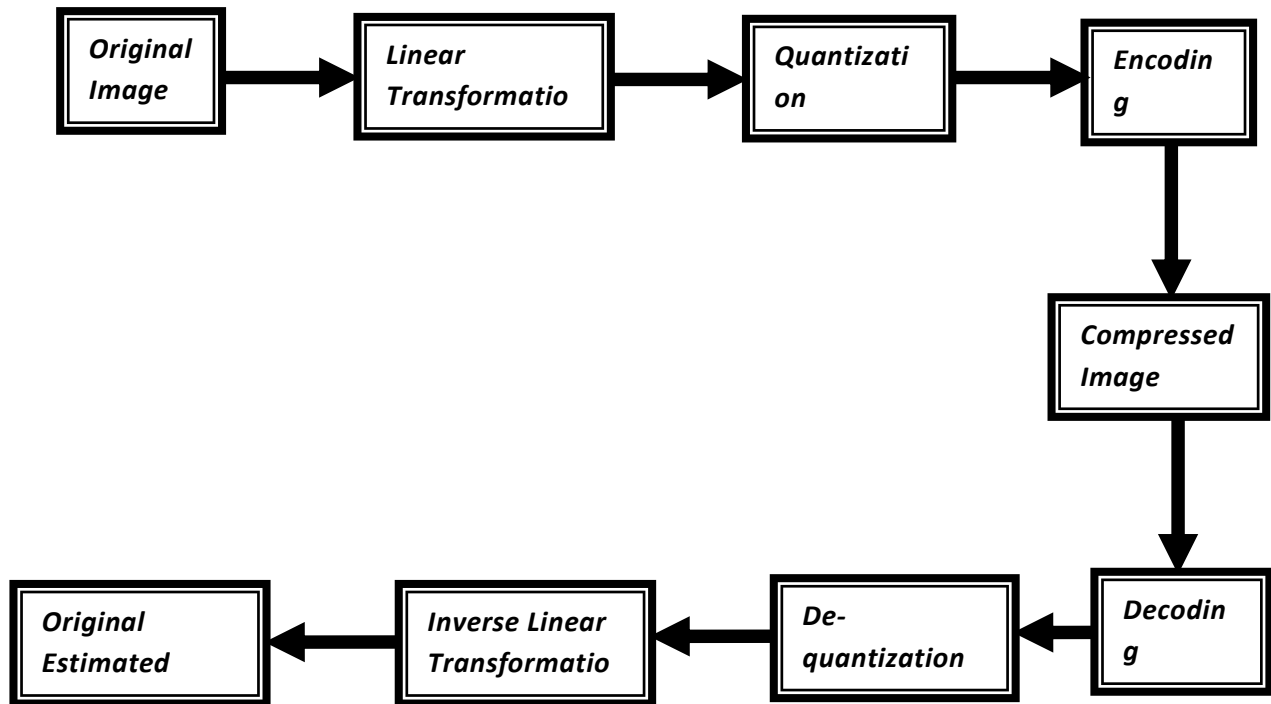 Original
Image
Linear
Transformatio
Quantizati
on
Encodin
g
Compressed
Image
Decodin
g
De-
quantization
Inverse Linear
Transformatio
Original
Estimated